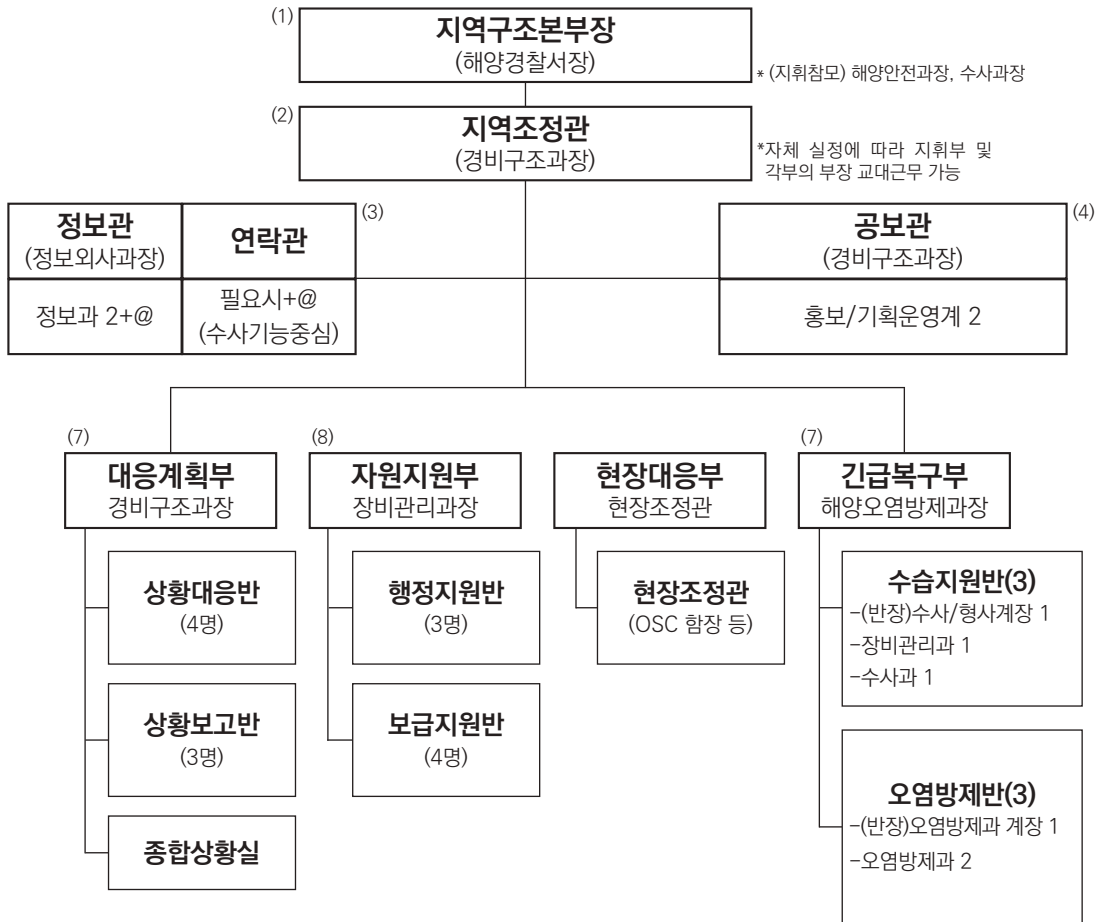 (1)
지역구조본부장
(해양경찰서장)
* (지휘참모) 해양안전과장, 수사과장
(2)
지역조정관
(경비구조과장)
*자체 실정에 따라 지휘부 및
각부의 부장 교대근무 가능
정보관
(정보외사과장)
연락관
(3)
정보과 2+@
필요시+@
(수사기능중심)
공보관
(경비구조과장)
(4)
홍보/기획운영계 2
(7)
대응계획부
경비구조과장
상황대응반
(4명)
상황보고반
(3명)
종합상황실
(8)
자원지원부
장비관리과장
행정지원반
(3명)
보급지원반
(4명)
현장대응부
현장조정관
현장조정관
(OSC 함장 등)
(7)
긴급복구부
해양오염방제과장
수습지원반(3)
-(반장)수사/형사계장 1
-장비관리과 1
-수사과 1
오염방제반(3)
-(반장)오염방제과 계장 1
-오염방제과 2